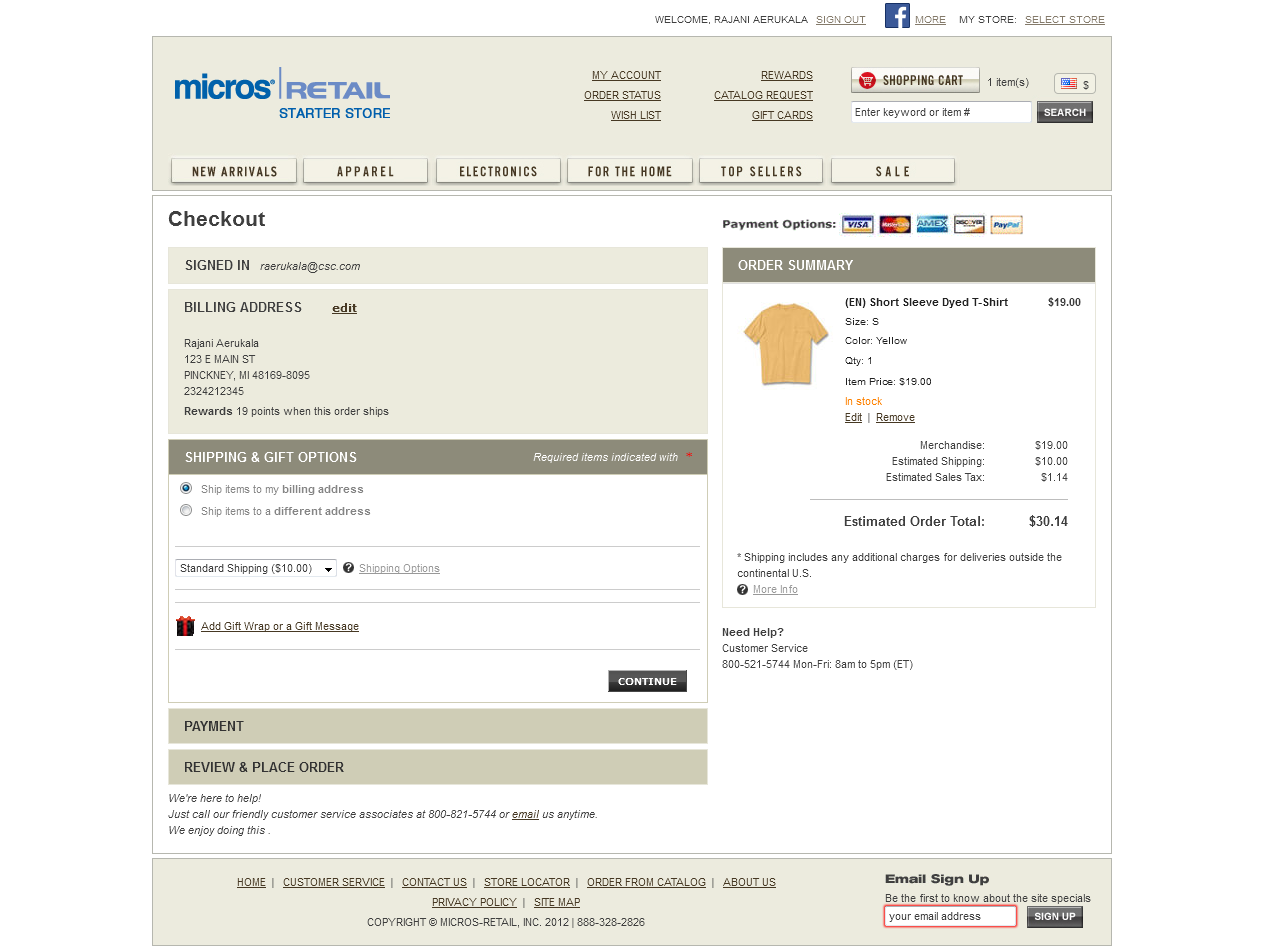 WELCOME, RAJANI AERUKALA SIGN OUT MORE MY STORE: SELECT STORE
micros RETAIL
STARTER STORE
MY ACCOUNT
ORDER STATUS
WISH LIST
REWARDS
CATALOG REQUEST
GIFT CARDS
SHOPPING CART 1 item(s) $
Enter keyword or item # SEARCH
NEW ARRIVALS APPAREL ELECTRONICS FOR THE HOME TOP SELLERS SALE
Checkout
Payment Options: VISA MasterCard AMEX DISCOVER PayPal
SIGNED IN raerukala@csc.com
BILLING ADDRESS edit
Rajani Aerukala
123 E MAIN ST
PINCKNEY, MI 48169-8095
2324212345
Rewards 19 points when this order ships
SHIPPING & GIFT OPTIONS Required items indicated with *
Ship items to my billing address
Ship items to a different address
Standard Shipping ($10.00) ? Shipping Options
Add Gift Wrap or a Gift Message
CONTINUE
PAYMENT
REVIEW & PLACE ORDER
We're here to help!
Just call our friendly customer service associates at 800-821-5744 or email us anytime.
We enjoy doing this .
ORDER SUMMARY
(EN) Short Sleeve Dyed T-Shirt $19.00
Size: S
Color: Yellow
Qty: 1
Item Price: $19.00
In stock
Edit | Remove
Merchandise: $19.00
Estimated Shipping: $10.00
Estimated Sales Tax: $1.14
Estimated Order Total: $30.14
* Shipping includes any additional charges for deliveries outside the
continental U.S.
? More Info
Need Help?
Customer Service
800-521-5744 Mon-Fri: 8am to 5pm (ET)
HOME | CUSTOMER SERVICE | CONTACT US | STORE LOCATOR | ORDER FROM CATALOG | ABOUT US
PRIVACY POLICY | SITE MAP
COPYRIGHT © MICROS-RETAIL, INC. 2012 | 888-328-2826
Email Sign Up
Be the first to know about the site specials
your email address SIGN UP